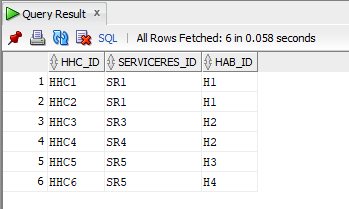 Query Result x
SQL | All Rows Fetched: 6 in 0.058 seconds
HHC_ID SERVICERES_ID HAB_ID
1 HHC1 SR1 H1
2 HHC2 SR1 H1
3 HHC3 SR3 H2
4 HHC4 SR4 H2
5 HHC5 SR5 H3
6 HHC6 SR5 H4